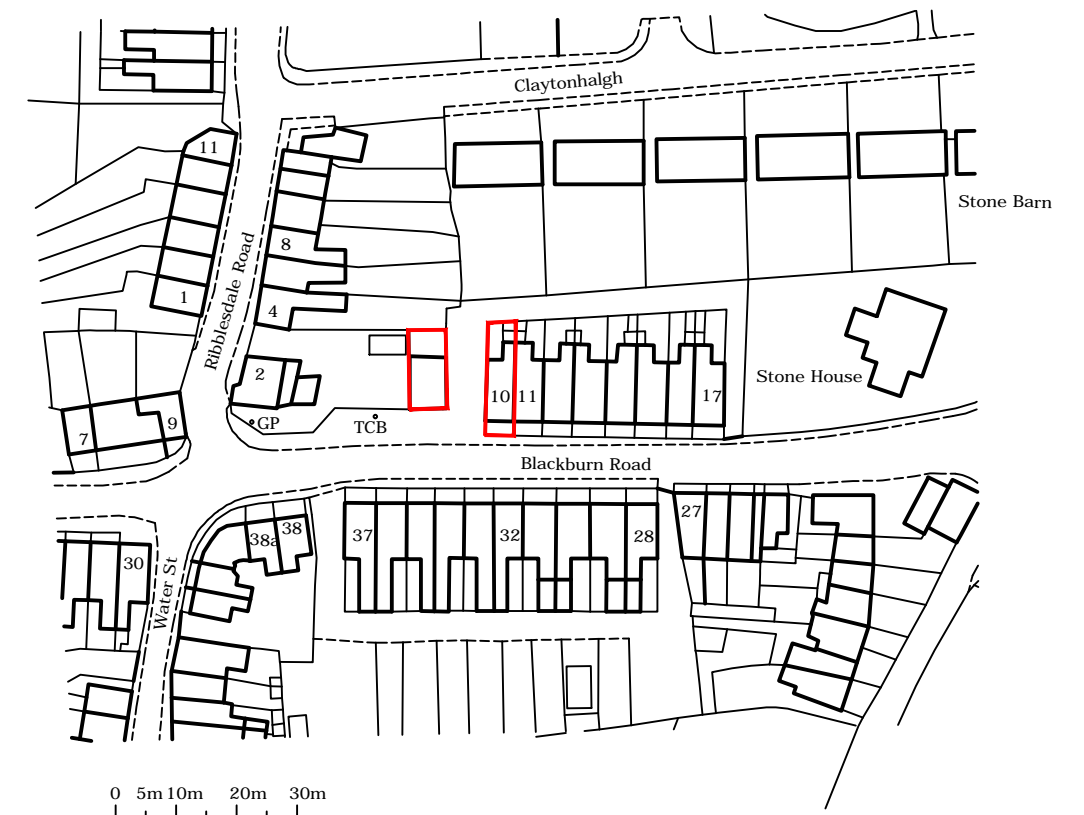 Claytonhalgh
11
Stone Barn
8
Ribblesdale Road
1
4
2
Stone House
10 11
17
GP
TCB
9
7
Blackburn Road
27
38
37
32
28
38a
30
Water St
0 5m 10m 20m 30m